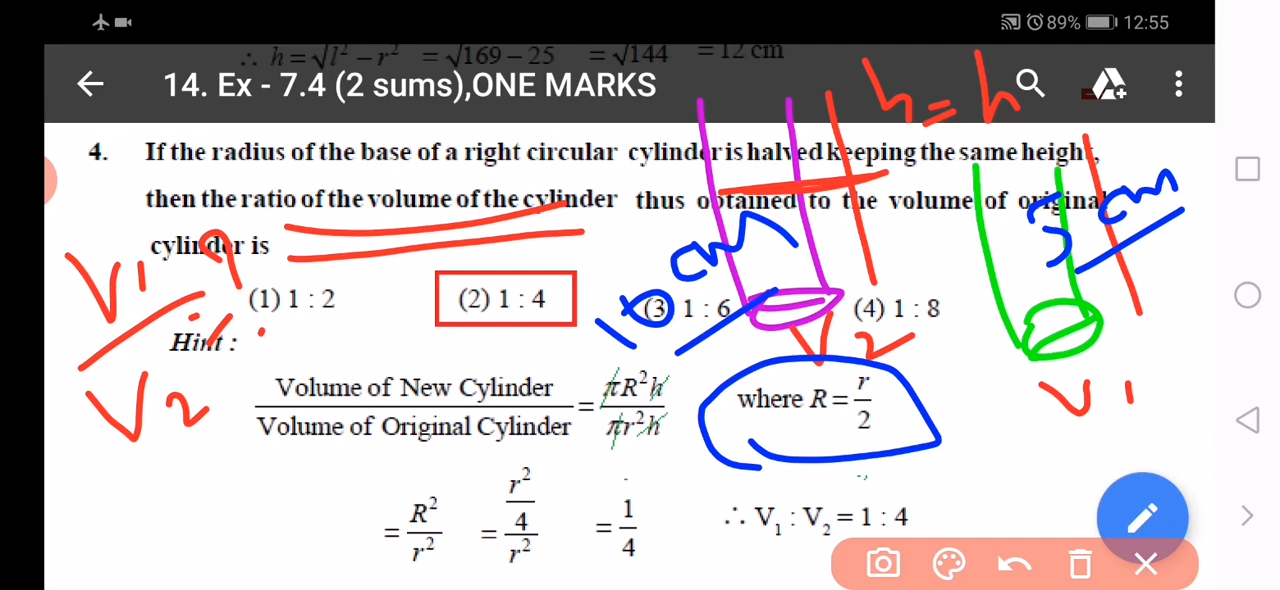 89% 12:55
∴ h = √l² − r² = √169 − 25 = √144 = 12 cm
14. Ex - 7.4 (2 sums),ONE MARKS
h = h
4. If the radius of the base of a right circular cylinder is halved keeping the same height,
then the ratio of the volume of the cylinder thus obtained to the volume of original
cylinder is
(1) 1 : 2 (2) 1 : 4 (3) 1 : 6 (4) 1 : 8
3 cm
cm
V1
V2
V2
V1
Hint :
Volume of New Cylinder / Volume of Original Cylinder = πR²h / πr²h where R = r/2
= R²/r² = (r²/4)/r² = 1/4 ∴ V₁ : V₂ = 1 : 4